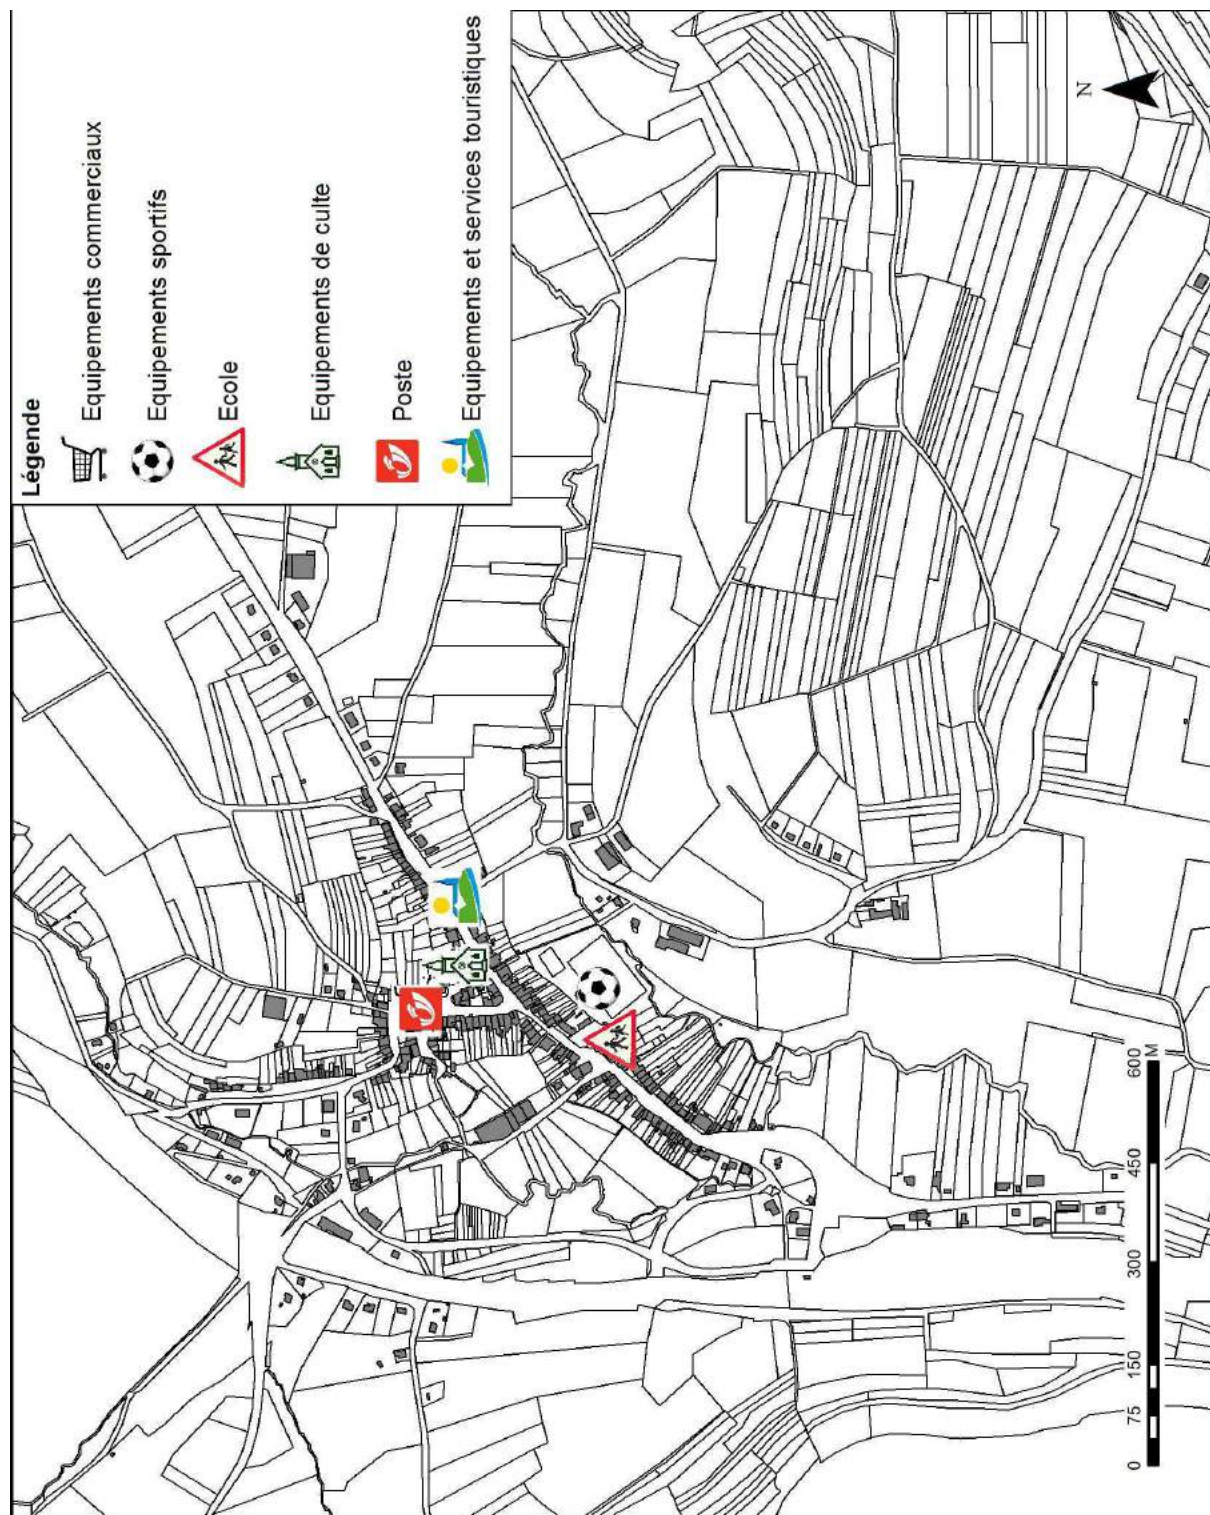 Légende
Equipements commerciaux
Equipements sportifs
Ecole
Equipements de culte
Poste
Equipements et services touristiques
N
0 75 150 300 450 600
M